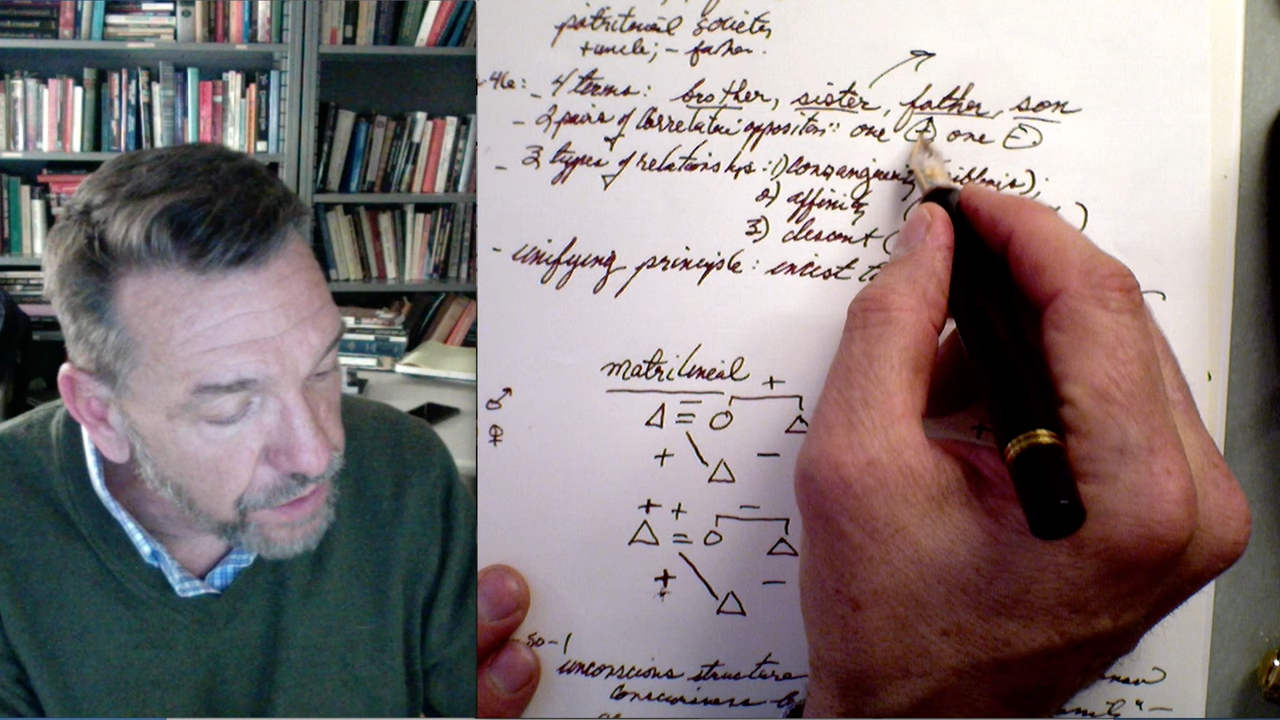 patrilineal society
+ uncle; - father.
46: - 4 terms: brother, sister, father, son
- 2 pairs of correlative oppositions: one (+) one (-)
- 3 types of relationships: 1) consanguinity (siblings);
2) affinity ( )
3) descent (
- unifying principle: incest
matrilineal
+
♂ Δ = O Δ
♀
+ Δ -
+ + -
Δ = O Δ
+ Δ -
50-1
unconscious structure
consciousness